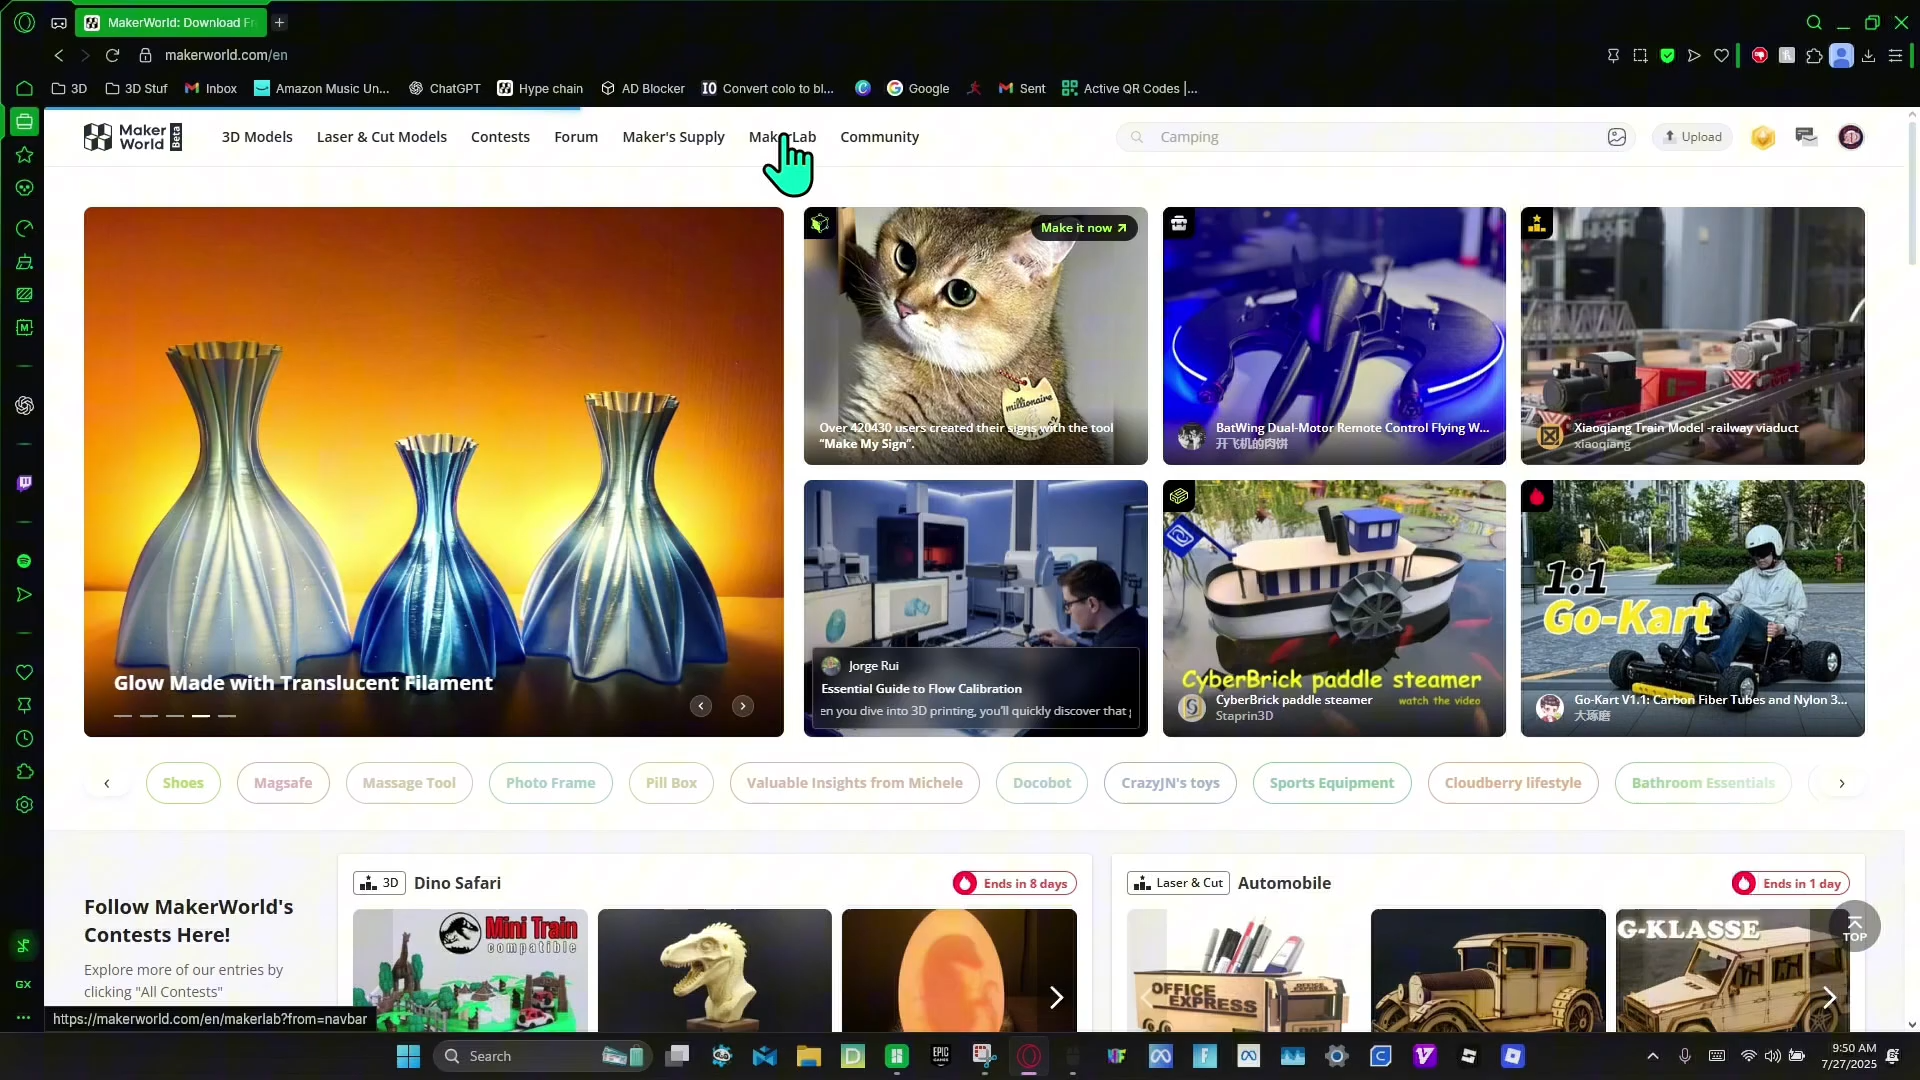 MakerWorld: Download Fr
makerworld.com/en
3D
3D Stuf
Inbox
Amazon Music Un...
ChatGPT
Hype chain
AD Blocker
Convert colo to bl...
Google
Sent
Active QR Codes |...
Maker World Beta
3D Models
Laser & Cut Models
Contests
Forum
Maker's Supply
MakerLab
Community
Camping
Upload
Glow Made with Translucent Filament
Make it now
millionaire
Over 420430 users created their signs with the tool
“Make My Sign”.
BatWing Dual-Motor Remote Control Flying W...
开飞机的肉饼
Xiaoqiang Train Model -railway viaduct
xiaoqiang
Jorge Rui
Essential Guide to Flow Calibration
en you dive into 3D printing, you'll quickly discover that
CyberBrick paddle steamer
CyberBrick paddle steamer
watch the video
Staprin3D
1:1
Go-Kart
Go-Kart V1.1: Carbon Fiber Tubes and Nylon 3...
大琢磨
Shoes
Magsafe
Massage Tool
Photo Frame
Pill Box
Valuable Insights from Michele
Docobot
CrazyJN's toys
Sports Equipment
Cloudberry lifestyle
Bathroom Essentials
Follow MakerWorld's
Contests Here!
Explore more of our entries by
clicking "All Contests"
3D
Dino Safari
Ends in 8 days
Mini Train
compatible
Laser & Cut
Automobile
Ends in 1 day
OFFICE
EXPRESS
G-KLASSE
TOP
GX
https://makerworld.com/en/makerlab?from=navbar
Search
EPIC
9:50 AM
7/27/2025